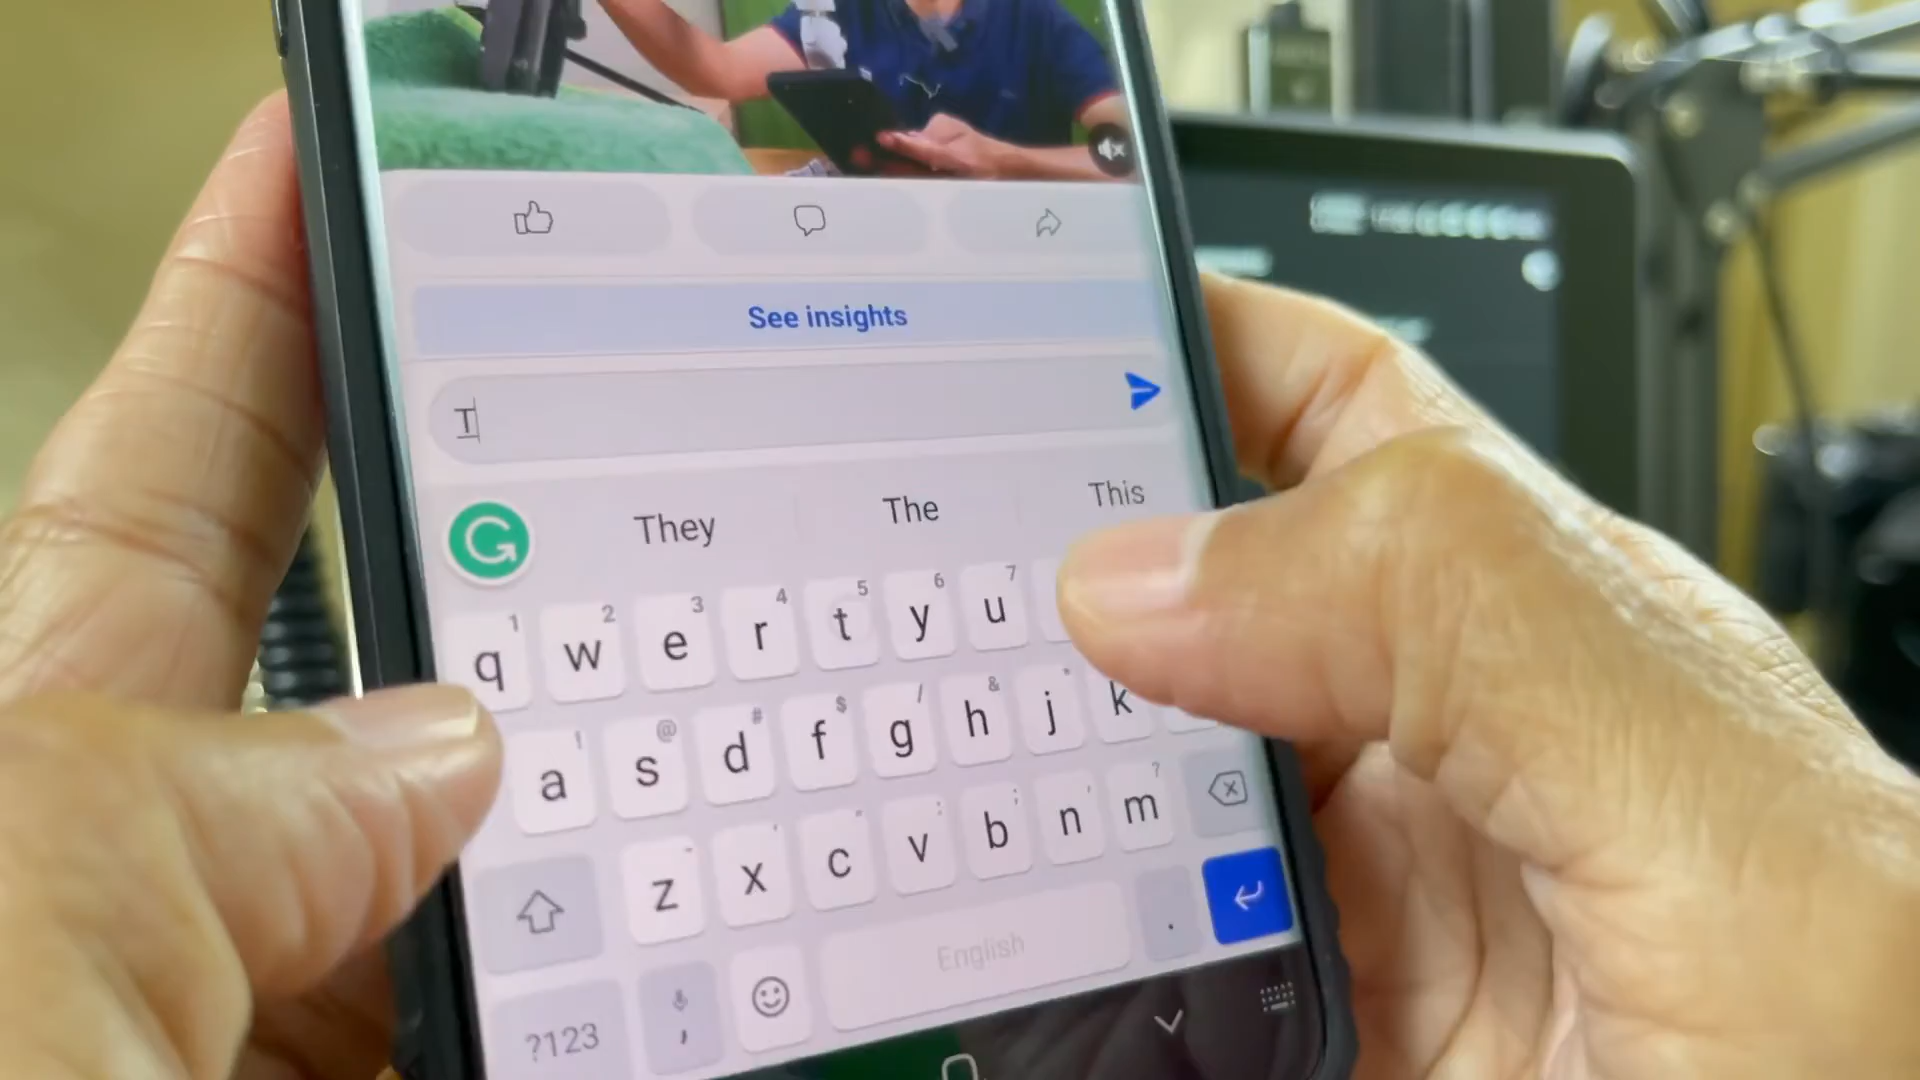 See insights
T
They The This
1 2 3 4 5 6 7
q w e r t y u
! @ # $ / &
a s d f g h j k
z x c v b n m
?123 , English .